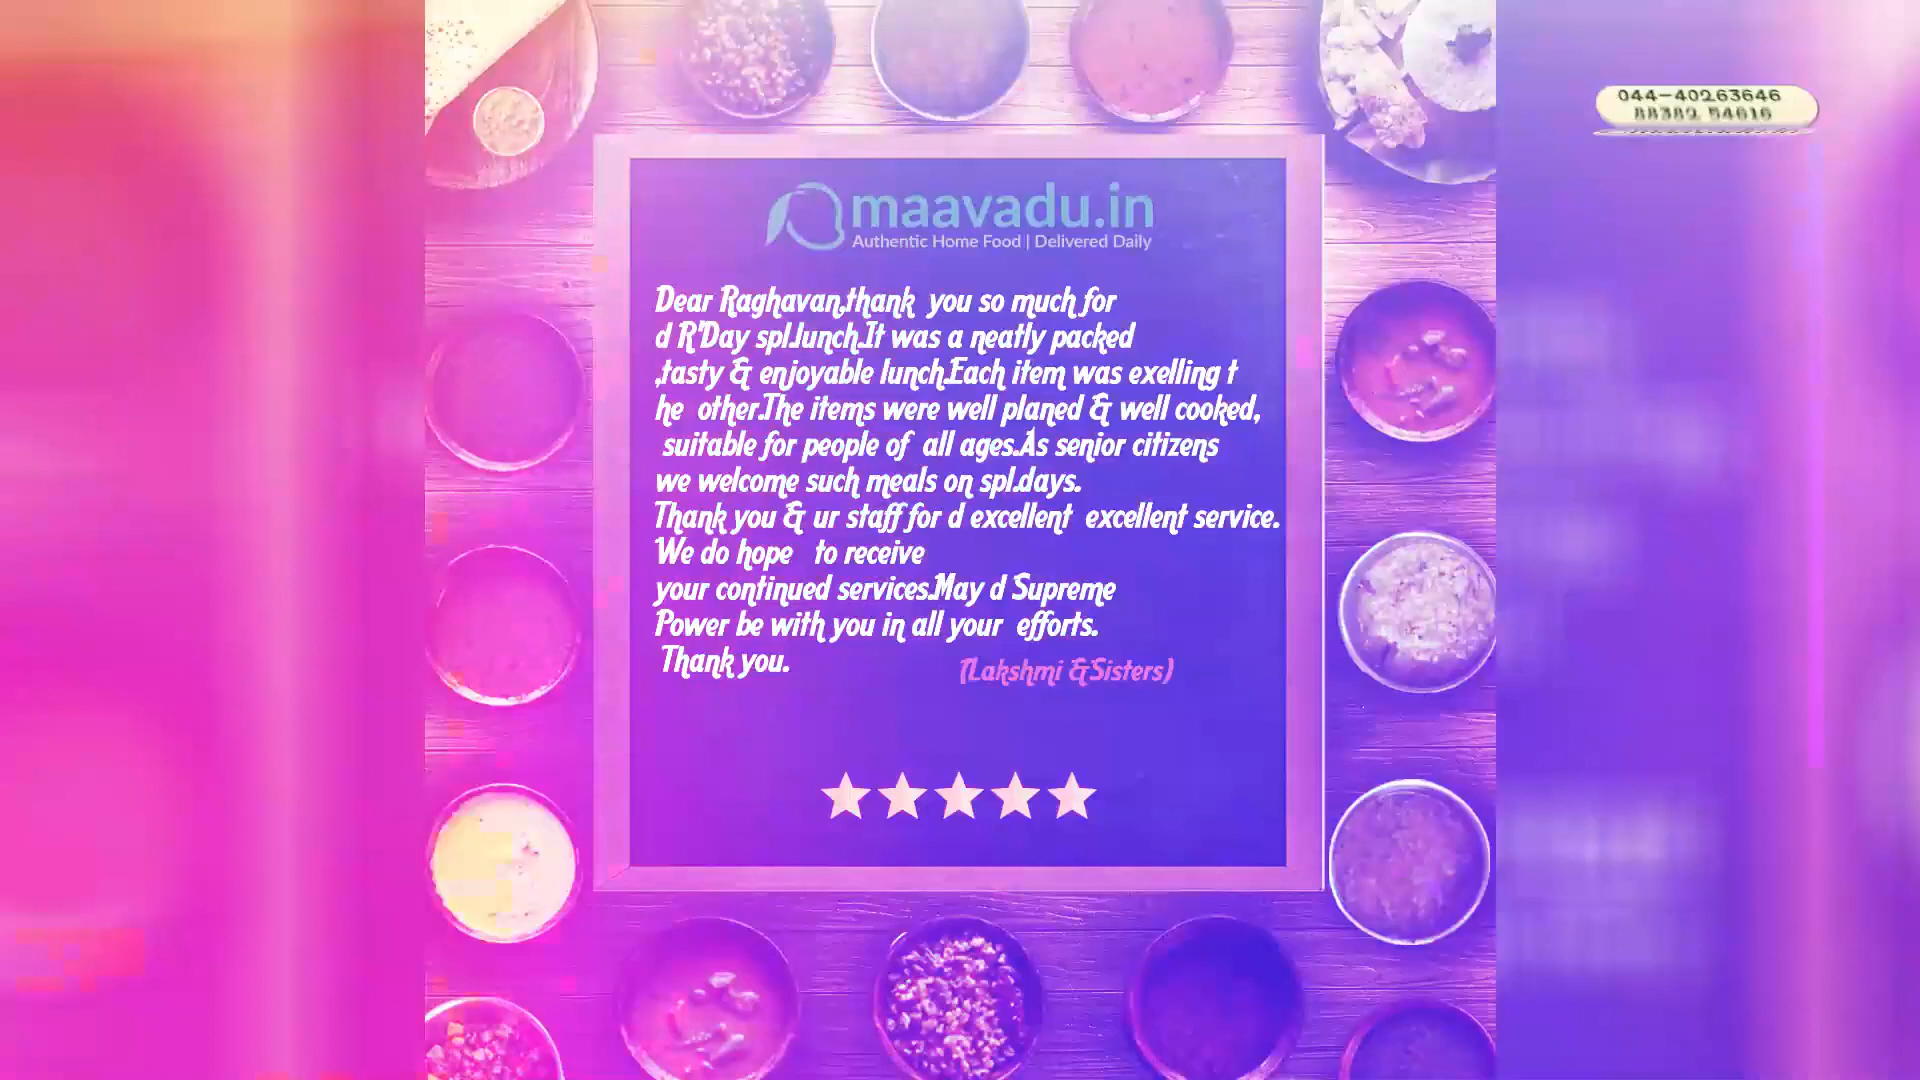 044-40263646
88382 54616
maavadu.in
Authentic Home Food | Delivered Daily
Dear Raghavan,thank you so much for
d R'Day spl.lunch.It was a neatly packed
,tasty & enjoyable lunch.Each item was exelling t
he other.The items were well planed & well cooked,
suitable for people of all ages.As senior citizens
we welcome such meals on spl.days.
Thank you & ur staff for d excellent excellent service.
We do hope to receive
your continued services.May d Supreme
Power be with you in all your efforts.
Thank you.
(Lakshmi &Sisters)